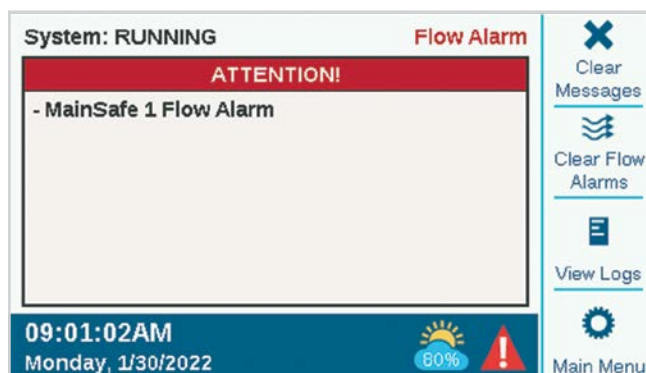 System: RUNNING
Flow Alarm
ATTENTION!
- MainSafe 1 Flow Alarm
09:01:02AM
Monday, 1/30/2022
80%
Clear
Messages
Clear Flow
Alarms
View Logs
Main Menu